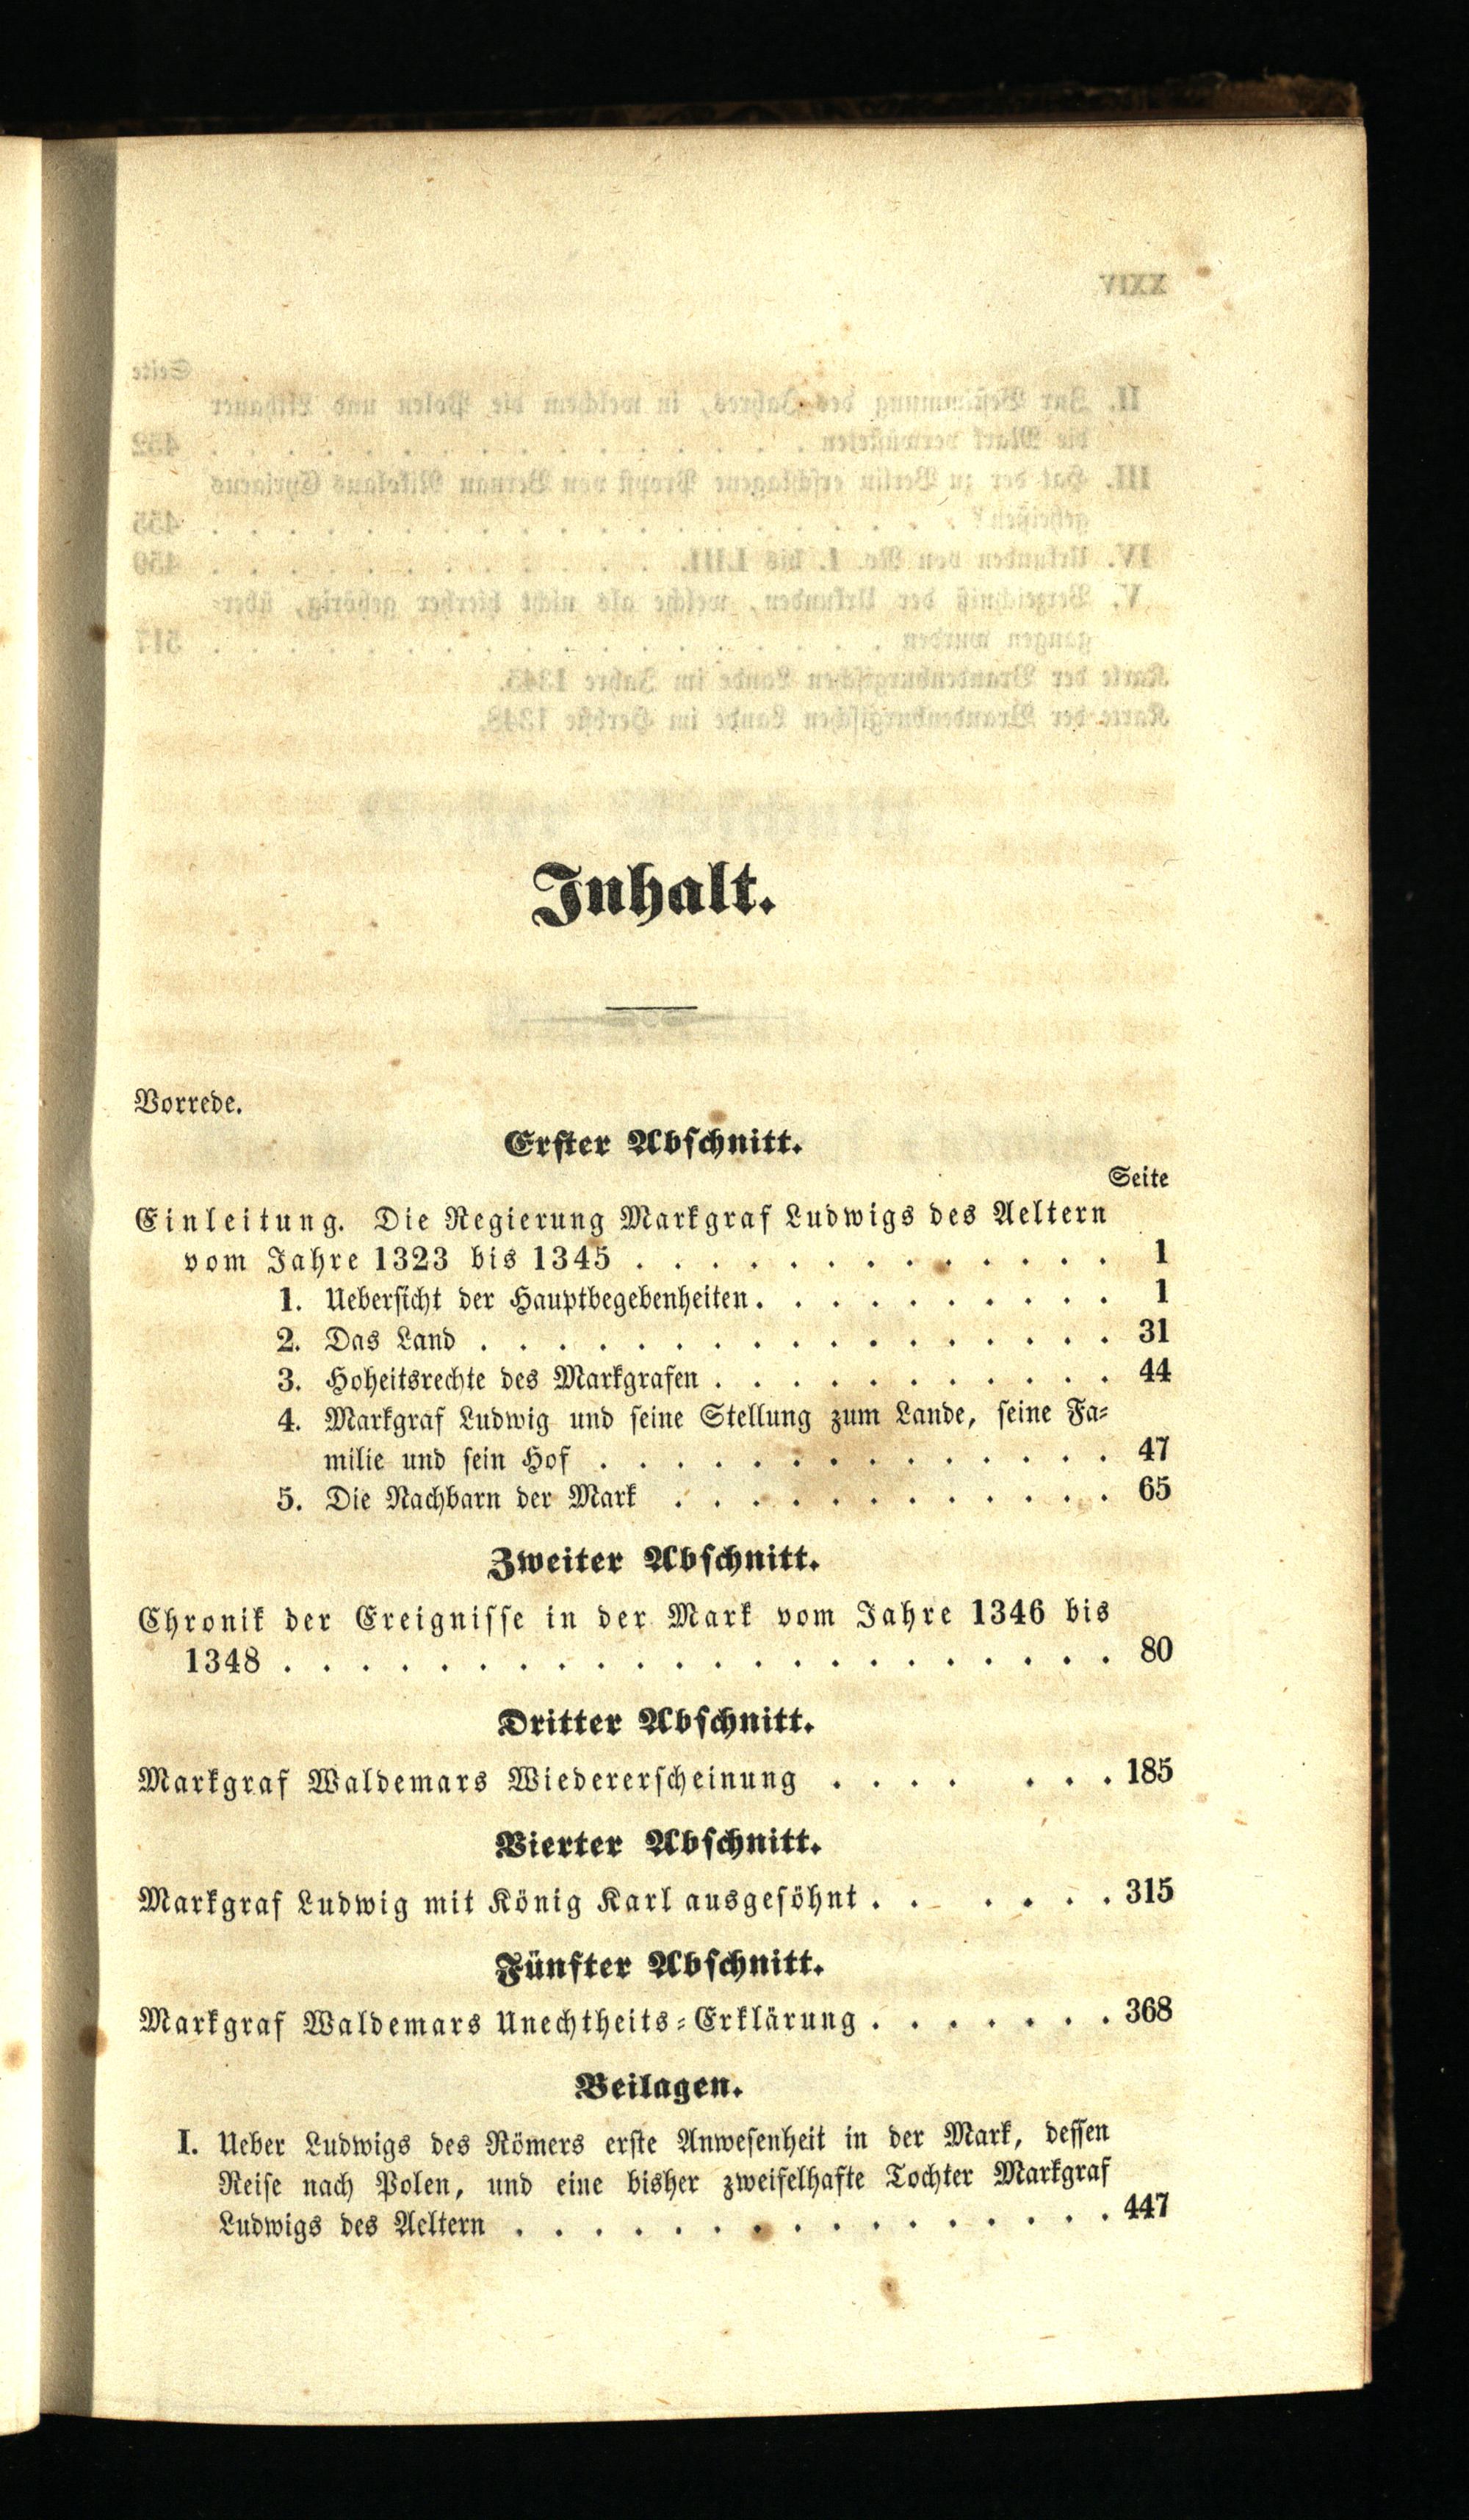 Inhalt.
Vorrede.
Erster Abschnitt.
Seite
Einleitung. Die Regierung Markgraf Ludwigs des Aeltern
vom Jahre 1323 bis 1345 . . . . . . . . . . . . . 1
1. Uebersicht der Hauptbegebenheiten. . . . . . . . . . 1
2. Das Land . . . . . . . . . . . . . . . . . 31
3. Hoheitsrechte des Markgrafen . . . . . . . . . . . 44
4. Markgraf Ludwig und seine Stellung zum Lande, seine Fa-
milie und sein Hof . . . . . . . . . . . . . . 47
5. Die Nachbarn der Mark . . . . . . . . . . . . 65
Zweiter Abschnitt.
Chronik der Ereignisse in der Mark vom Jahre 1346 bis
1348 . . . . . . . . . . . . . . . . . . . . . . 80
Dritter Abschnitt.
Markgraf Waldemars Wiedererscheinung . . . . . . . 185
Vierter Abschnitt.
Markgraf Ludwig mit König Karl ausgesöhnt . . . . . . 315
Fünfter Abschnitt.
Markgraf Waldemars Unechtheits-Erklärung . . . . . . . 368
Beilagen.
I. Ueber Ludwigs des Römers erste Anwesenheit in der Mark, dessen
Reise nach Polen, und eine bisher zweifelhafte Tochter Markgraf
Ludwigs des Aeltern . . . . . . . . . . . . . . . . 447